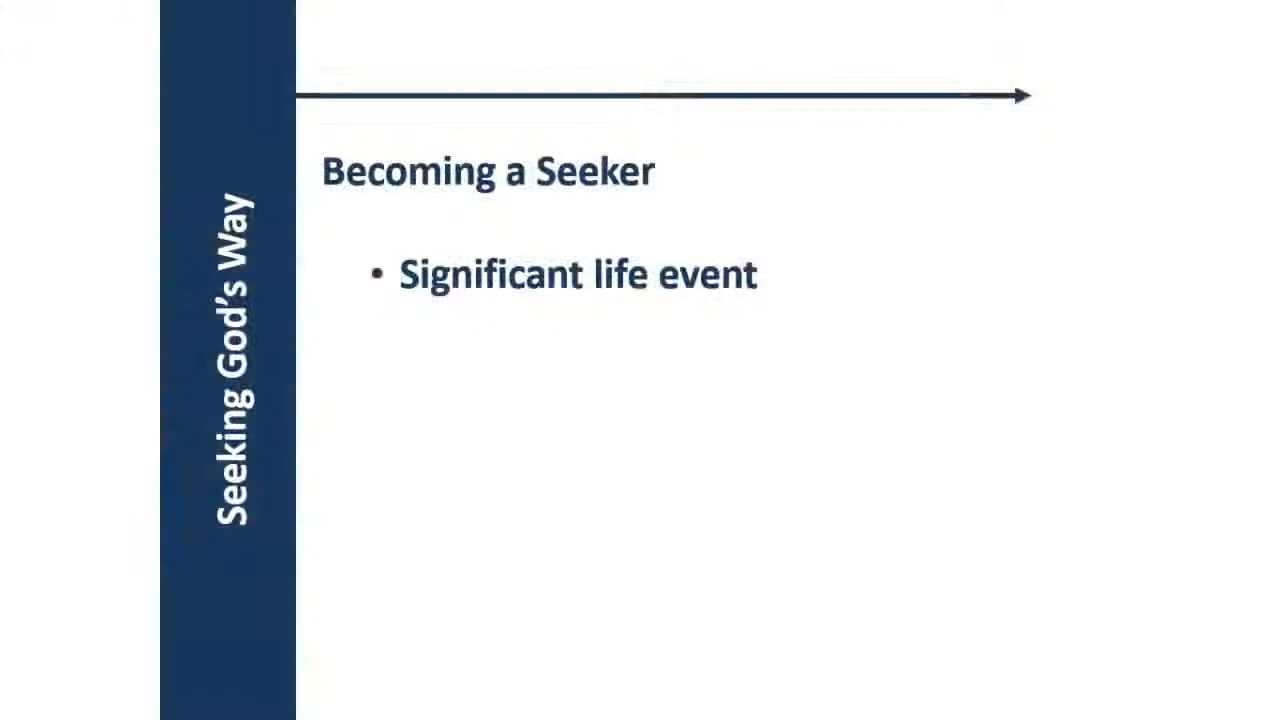 Seeking God's Way
Becoming a Seeker
• Significant life event